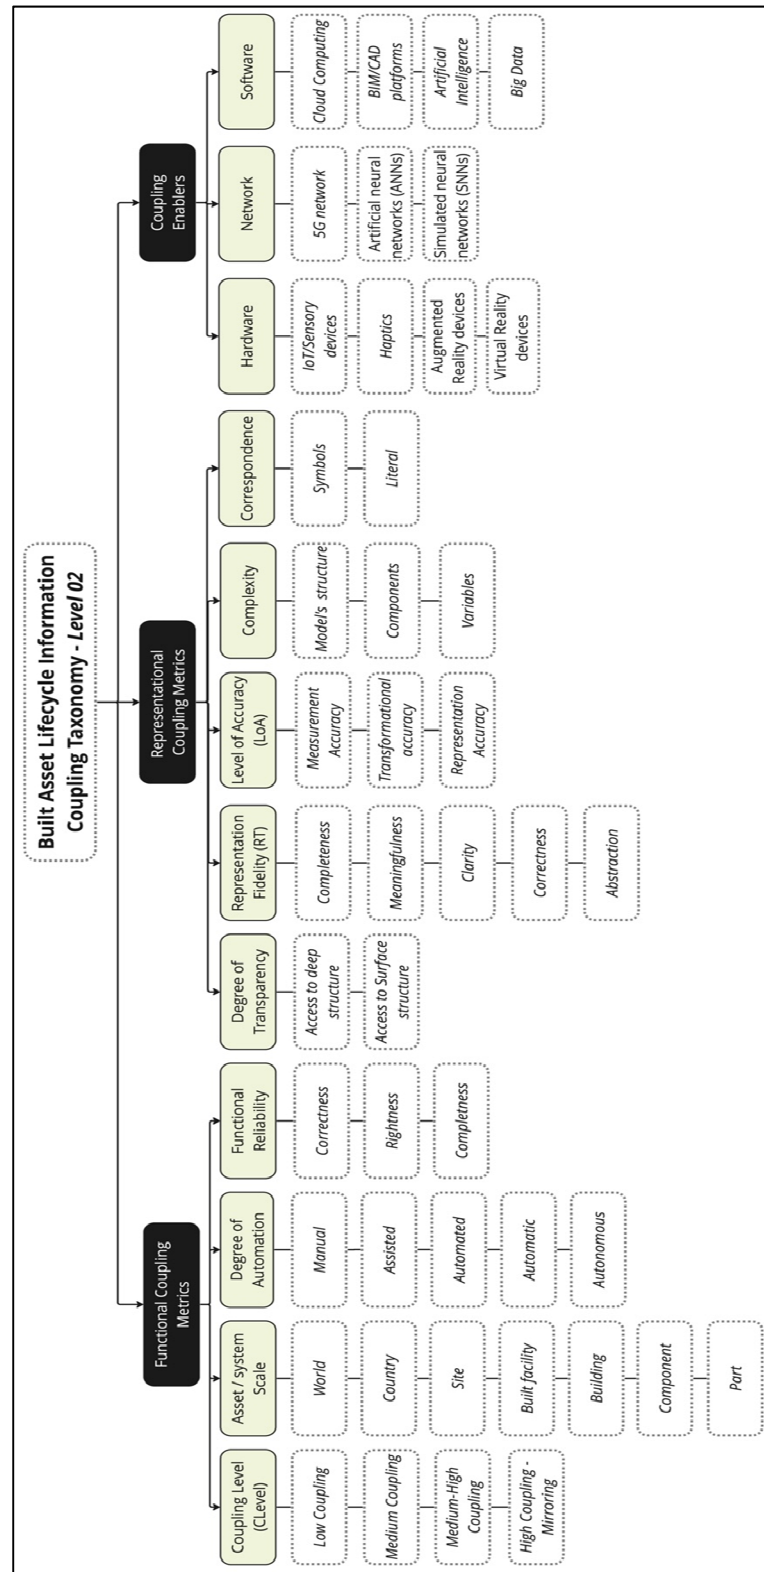 Built Asset Lifecycle Information
Coupling Taxonomy - Level 02
Functional Coupling
Metrics
Representational
Coupling Metrics
Coupling
Enablers
Coupling Level
(CLevel)
Low Coupling
Medium Coupling
Medium-High
Coupling
High Coupling -
Mirroring
Asset / system
Scale
World
Country
Site
Built facility
Building
Component
Part
Degree of
Automation
Manual
Assisted
Automated
Automatic
Autonomous
Functional
Reliability
Correctness
Rightness
Completness
Degree of
Transparency
Access to deep
structure
Access to Surface
structure
Representation
Fidelity (RT)
Completeness
Meaningfulness
Clarity
Correctness
Abstraction
Level of Accuracy
(LoA)
Measurement
Accuracy
Transformational
accuracy
Representation
Accuracy
Complexity
Model's structure
Components
Variables
Correspondence
Symbols
Literal
Hardware
IoT/Sensory
devices
Haptics
Augmented
Reality devices
Virtual Reality
devices
Network
5G network
Artificial neural
networks (ANNs)
Simulated neural
networks (SNNs)
Software
Cloud Computing
BIM/CAD
platforms
Artificial
Intelligence
Big Data